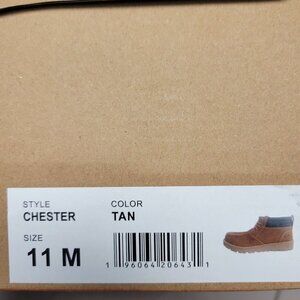 STYLE COLOR
CHESTER TAN
SIZE
11 M
1 96064 20643 1